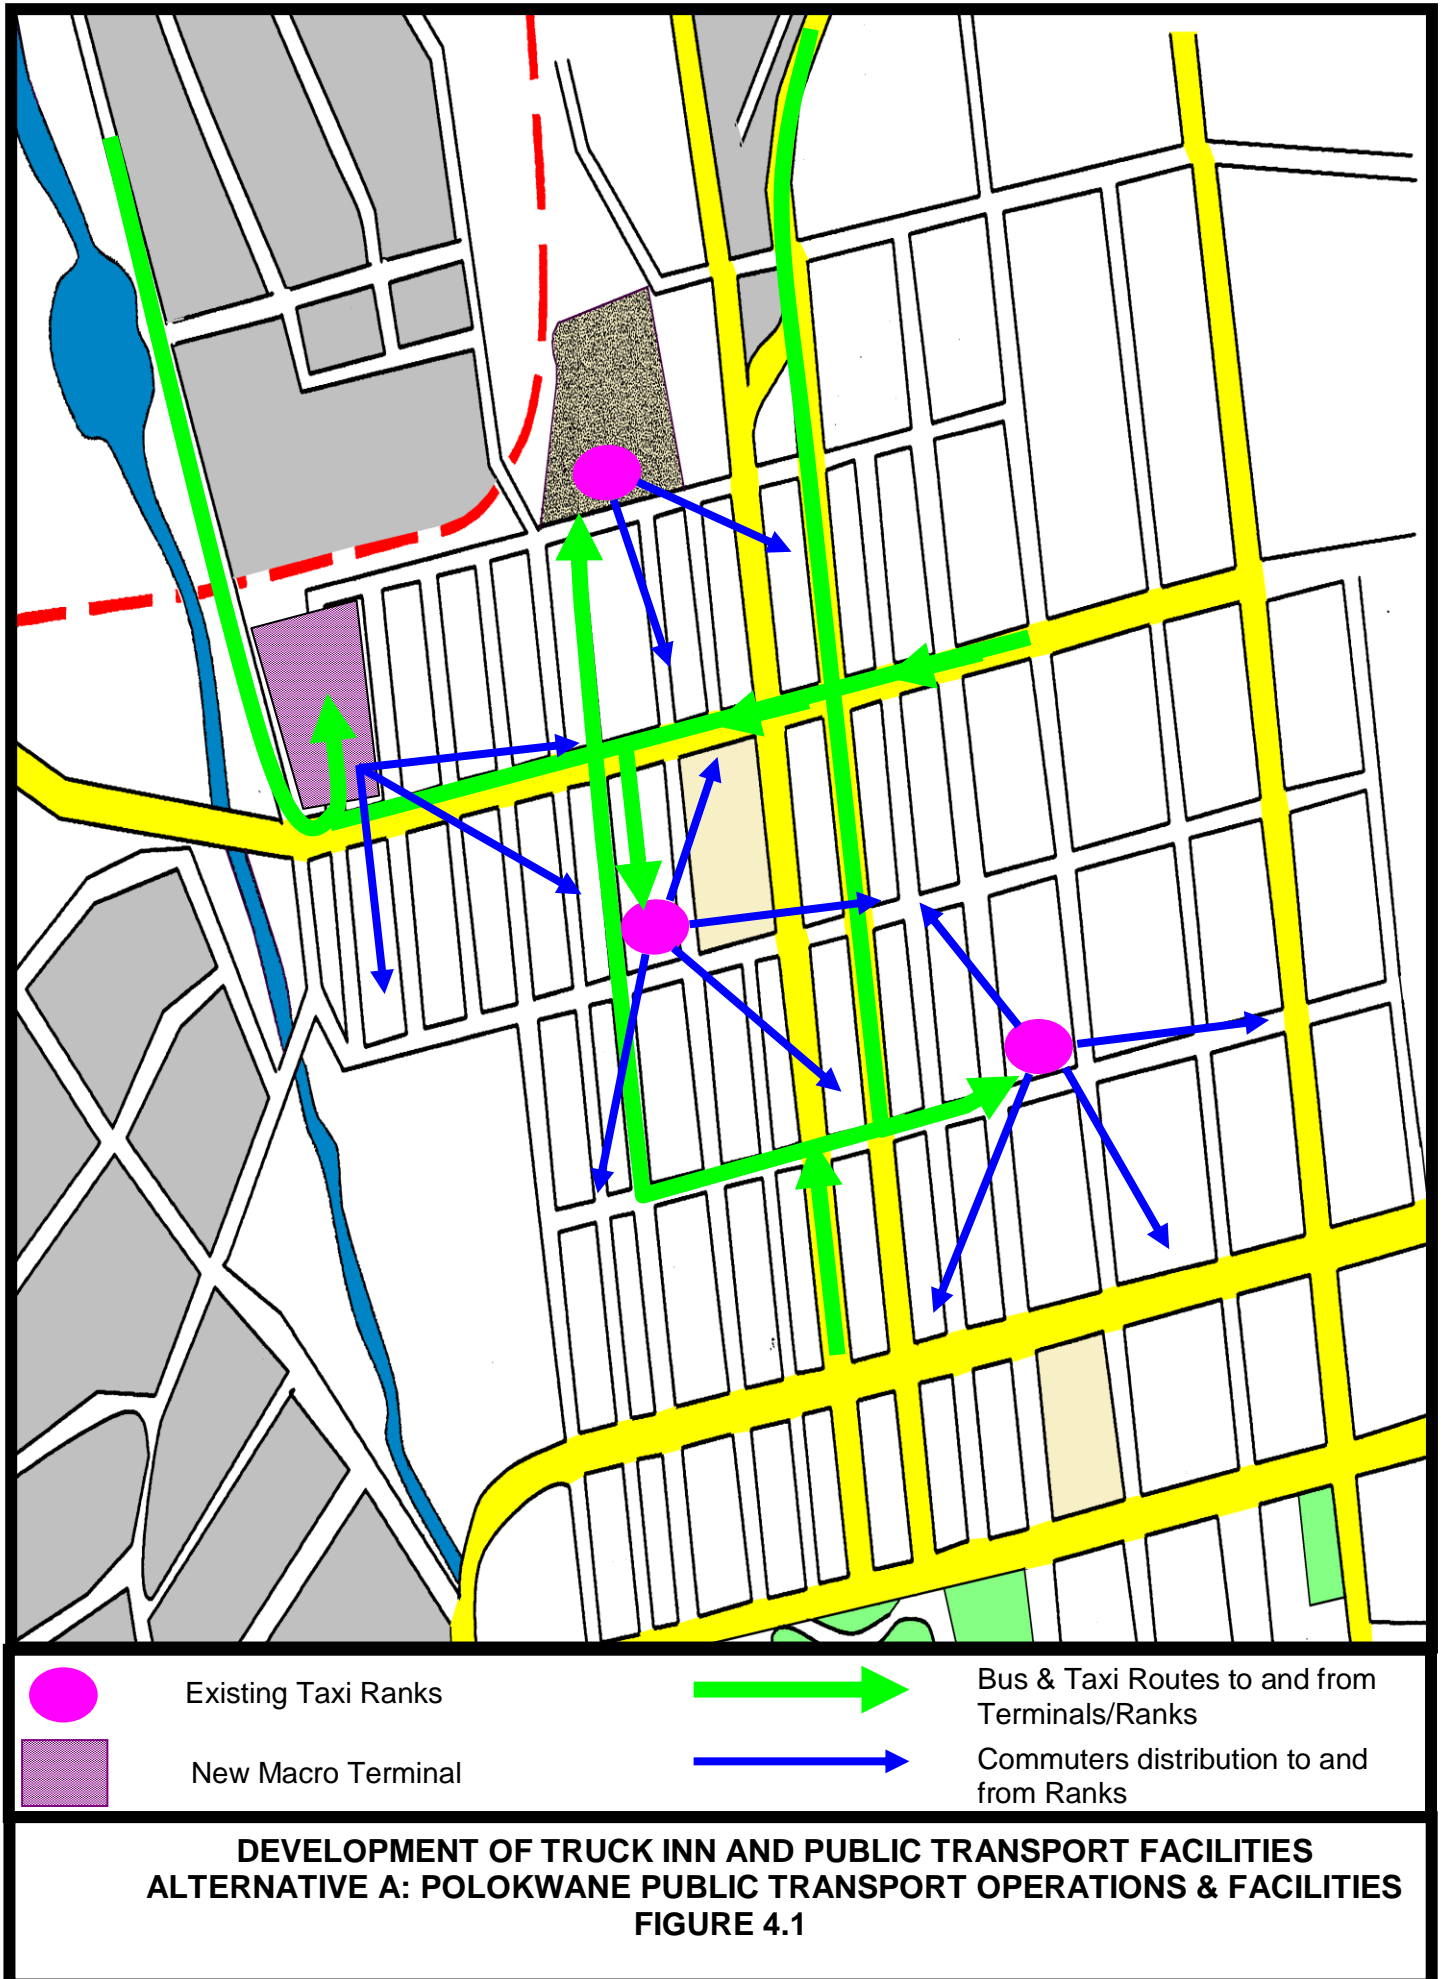 Existing Taxi Ranks
Bus & Taxi Routes to and from
Terminals/Ranks
New Macro Terminal
Commuters distribution to and
from Ranks
DEVELOPMENT OF TRUCK INN AND PUBLIC TRANSPORT FACILITIES
ALTERNATIVE A: POLOKWANE PUBLIC TRANSPORT OPERATIONS & FACILITIES
FIGURE 4.1